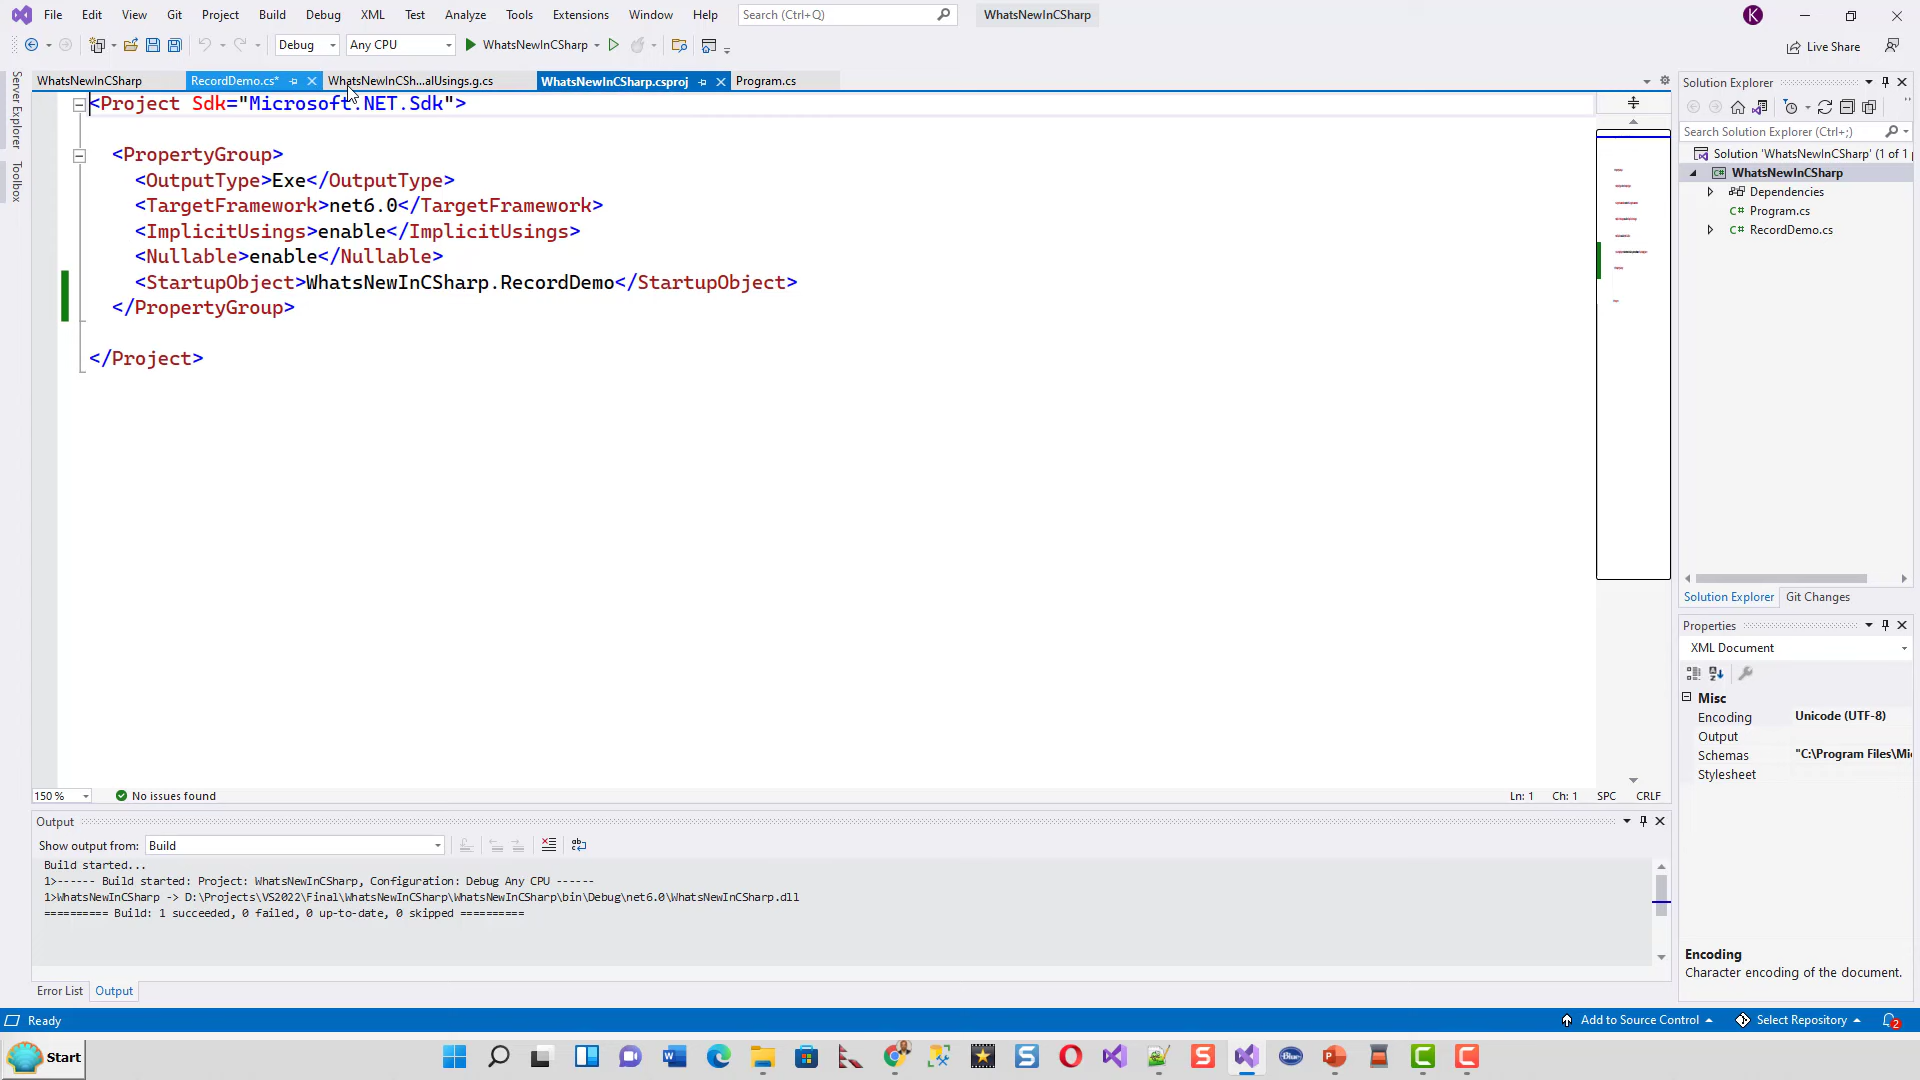 File Edit View Git Project Build Debug XML Test Analyze Tools Extensions Window Help Search (Ctrl+Q) WhatsNewInCSharp K
Debug Any CPU WhatsNewInCSharp Live Share
WhatsNewInCSharp RecordDemo.cs* WhatsNewInCSh...alUsings.g.cs WhatsNewInCSharp.csproj Program.cs
Server Explorer
Toolbox
<Project Sdk="Microsoft.NET.Sdk">
<PropertyGroup>
<OutputType>Exe</OutputType>
<TargetFramework>net6.0</TargetFramework>
<ImplicitUsings>enable</ImplicitUsings>
<Nullable>enable</Nullable>
<StartupObject>WhatsNewInCSharp.RecordDemo</StartupObject>
</PropertyGroup>
</Project>
150 % No issues found Ln: 1 Ch: 1 SPC CRLF
Output
Show output from: Build
Build started...
1>------ Build started: Project: WhatsNewInCSharp, Configuration: Debug Any CPU ------
1>WhatsNewInCSharp -> D:\Projects\VS2022\Final\WhatsNewInCSharp\WhatsNewInCSharp\bin\Debug\net6.0\WhatsNewInCSharp.dll
========== Build: 1 succeeded, 0 failed, 0 up-to-date, 0 skipped ==========
Error List Output
Solution Explorer
Search Solution Explorer (Ctrl+;)
Solution 'WhatsNewInCSharp' (1 of 1
C# WhatsNewInCSharp
Dependencies
C# Program.cs
C# RecordDemo.cs
Solution Explorer Git Changes
Properties
XML Document
Misc
Encoding Unicode (UTF-8)
Output
Schemas "C:\Program Files\Mi
Stylesheet
Encoding
Character encoding of the document.
Ready Add to Source Control Select Repository 2
Start